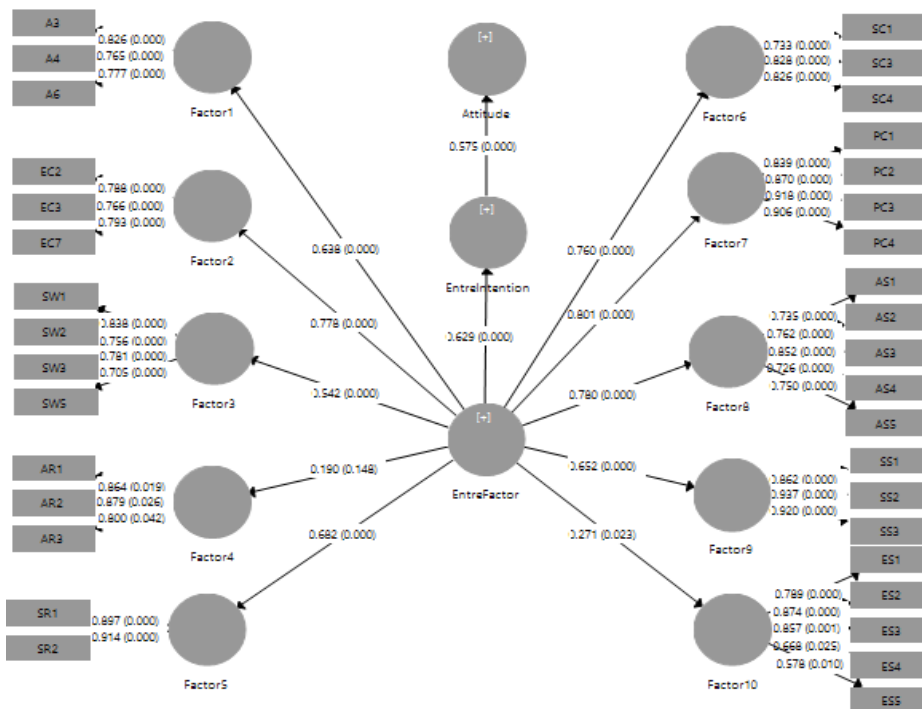 A3
A4
A6
0.826 (0.000)
0.765 (0.000)
0.777 (0.000)
Factor1
EC2
EC3
EC7
0.788 (0.000)
0.766 (0.000)
0.793 (0.000)
Factor2
SW1
SW2
SW3
SW5
0.838 (0.000)
0.756 (0.000)
0.781 (0.000)
0.705 (0.000)
Factor3
AR1
AR2
AR3
0.864 (0.019)
0.879 (0.026)
0.800 (0.042)
Factor4
SR1
SR2
0.897 (0.000)
0.914 (0.000)
Factor5
[+]
Attitude
0.575 (0.000)
[+]
EntreIntention
0.629 (0.000)
[+]
EntreFactor
0.638 (0.000)
0.778 (0.000)
0.542 (0.000)
0.190 (0.148)
0.682 (0.000)
0.760 (0.000)
0.801 (0.000)
0.780 (0.000)
0.652 (0.000)
0.271 (0.023)
Factor6
0.733 (0.000)
0.828 (0.000)
0.826 (0.000)
SC1
SC3
SC4
Factor7
0.839 (0.000)
0.870 (0.000)
0.918 (0.000)
0.906 (0.000)
PC1
PC2
PC3
PC4
Factor8
0.735 (0.000)
0.762 (0.000)
0.852 (0.000)
0.726 (0.000)
0.750 (0.000)
AS1
AS2
AS3
AS4
AS5
Factor9
0.862 (0.000)
0.937 (0.000)
0.920 (0.000)
SS1
SS2
SS3
Factor10
0.789 (0.000)
0.874 (0.000)
0.857 (0.001)
0.668 (0.025)
0.578 (0.010)
ES1
ES2
ES3
ES4
ES5